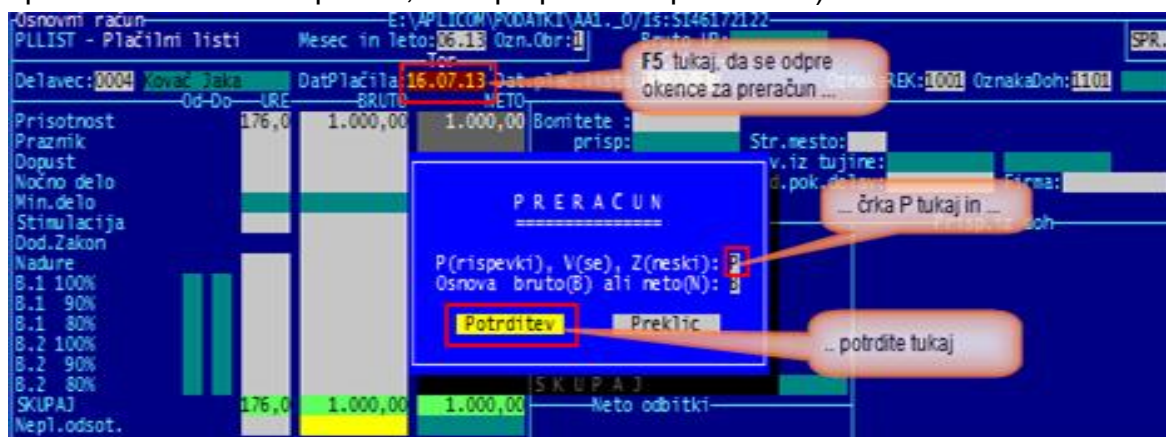 Osnovni račun E:\APLICOM\PODATKI\AA1._O/Is:SI46172122
PLLIST - Plačilni listi Mesec in leto:06.13 Ozn.Obr:1 SPR.
F5 tukaj, da se odpre
okence za preračun ...
Delavec:0004 Kovač Jaka DatPlačila:16.07.13 REK:1001 OznakaDoh:1101
Od-Do URE BRUTO NETO
Prisotnost 176,0 1.000,00 1.000,00 Bonitete :
Praznik prisp: Str.mesto:
Dopust v.iz tujine:
Nočno delo Firma:
Min.delo
Stimulacija
Dod.Zakon
Nadure
B.1 100%
B.1 90%
B.1 80%
B.2 100%
B.2 90%
B.2 80%
SKUPAJ 176,0 1.000,00 1.000,00 Neto odbitki
Nepl.odsot.
S K U P A J
P R E R A Č U N
===============
P(rispevki), V(se), Z(neski): P
Osnova bruto(B) ali neto(N): B
Potrditev Preklic
... črka P tukaj in ...
.. potrdite tukaj